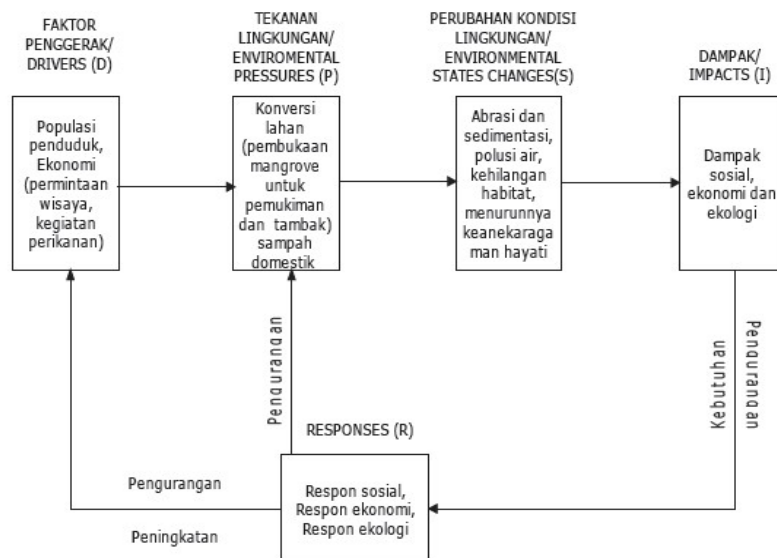 FAKTOR
PENGGERAK/
DRIVERS (D)
TEKANAN
LINGKUNGAN/
ENVIROMENTAL
PRESSURES (P)
PERUBAHAN KONDISI
LINGKUNGAN/
ENVIRONMENTAL
STATES CHANGES(S)
DAMPAK/
IMPACTS (I)
Populasi
penduduk,
Ekonomi
(permintaan
wisaya,
kegiatan
perikanan)
Konversi
lahan
(pembukaan
mangrove
untuk
pemukiman
dan tambak)
sampah
domestik
Abrasi dan
sedimentasi,
polusi air,
kehilangan
habitat,
menurunnya
keanekaraga
man hayati
Dampak
sosial,
ekonomi dan
ekologi
Pengurangan
Kebutuhan
Pengurangan
RESPONSES (R)
Pengurangan
Peningkatan
Respon sosial,
Respon ekonomi,
Respon ekologi